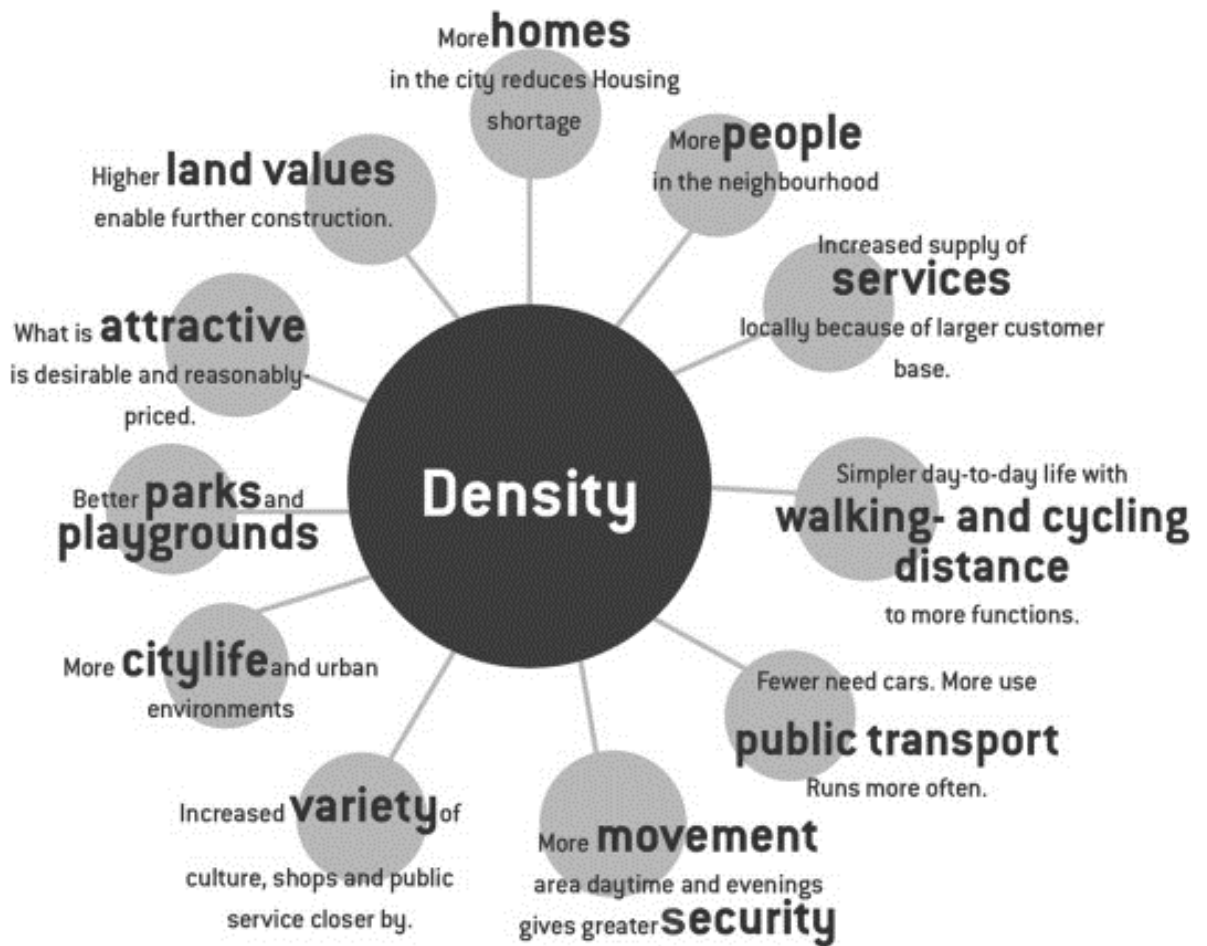 More homes
in the city reduces Housing
shortage
More people
in the neighbourhood
Increased supply of
services
locally because of larger customer
base.
Simpler day-to-day life with
walking- and cycling
distance
to more functions.
Fewer need cars. More use
public transport
Runs more often.
More movement
area daytime and evenings
gives greater security
Increased variety of
culture, shops and public
service closer by.
More citylife and urban
environments
Better parks and
playgrounds
What is attractive
is desirable and reasonably-
priced.
Higher land values
enable further construction.
Density